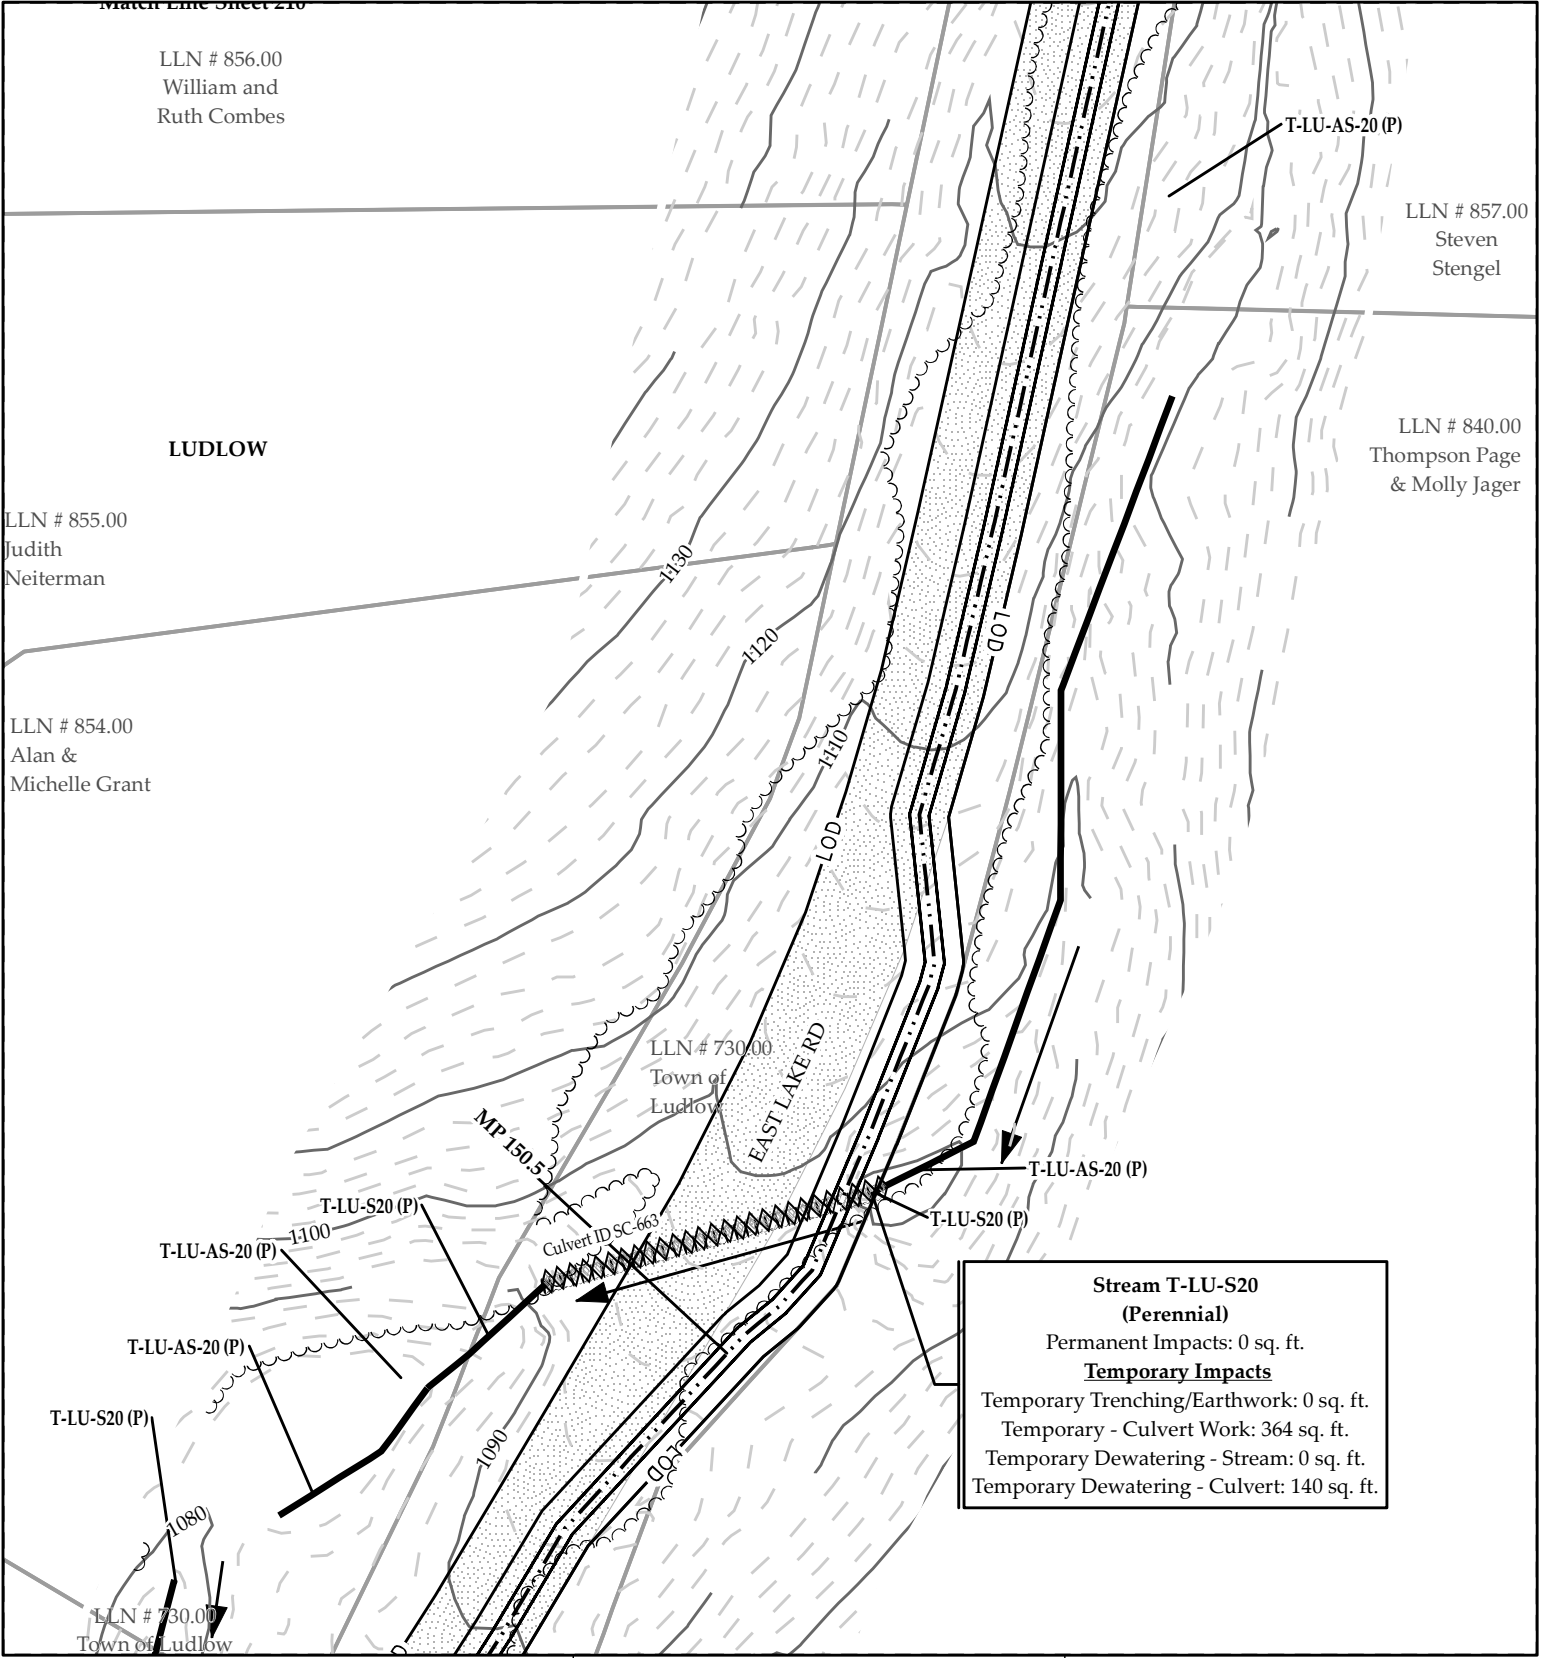 Match Line Sheet 210
LLN # 856.00
William and
Ruth Combes
T-LU-AS-20 (P)
LLN # 857.00
Steven
Stengel
LUDLOW
LLN # 840.00
Thompson Page
& Molly Jager
LLN # 855.00
Judith
Neiterman
1130
1120
LOD
LLN # 854.00
Alan &
Michelle Grant
1110
LOD
LLN # 730.00
Town of
Ludlow
EAST LAKE RD
MP 150.5
T-LU-AS-20 (P)
T-LU-S20 (P)
T-LU-S20 (P)
1100
Culvert ID SC-663
T-LU-AS-20 (P)
Stream T-LU-S20
(Perennial)
Permanent Impacts: 0 sq. ft.
Temporary Impacts
Temporary Trenching/Earthwork: 0 sq. ft.
Temporary - Culvert Work: 364 sq. ft.
Temporary Dewatering - Stream: 0 sq. ft.
Temporary Dewatering - Culvert: 140 sq. ft.
T-LU-AS-20 (P)
T-LU-S20 (P)
1090
LOD
1080
LLN # 730.00
Town of Ludlow
D